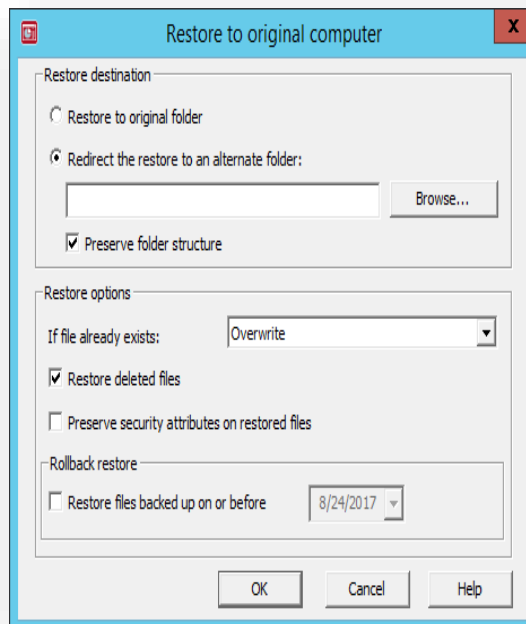 Restore to original computer
X
Restore destination
Restore to original folder
Redirect the restore to an alternate folder:
Browse...
Preserve folder structure
Restore options
If file already exists: Overwrite
Restore deleted files
Preserve security attributes on restored files
Rollback restore
Restore files backed up on or before 8/24/2017
OK Cancel Help